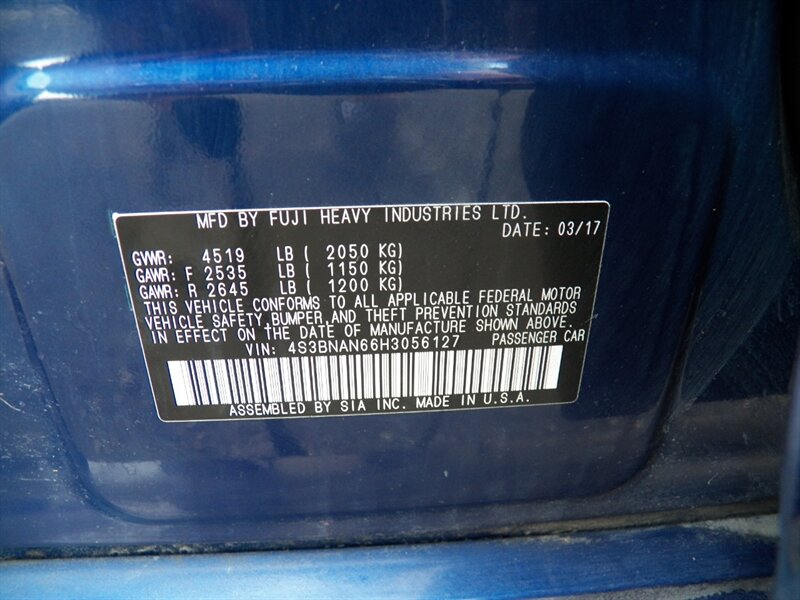 MFD BY FUJI HEAVY INDUSTRIES LTD.
DATE: 03/17
GVWR: 4519 LB ( 2050 KG)
GAWR: F 2535 LB ( 1150 KG)
GAWR: R 2645 LB ( 1200 KG)
THIS VEHICLE CONFORMS TO ALL APPLICABLE FEDERAL MOTOR
VEHICLE SAFETY, BUMPER, AND THEFT PREVENTION STANDARDS
IN EFFECT ON THE DATE OF MANUFACTURE SHOWN ABOVE.
VIN: 4S3BNAN66H3056127 PASSENGER CAR
ASSEMBLED BY SIA INC. MADE IN U.S.A.